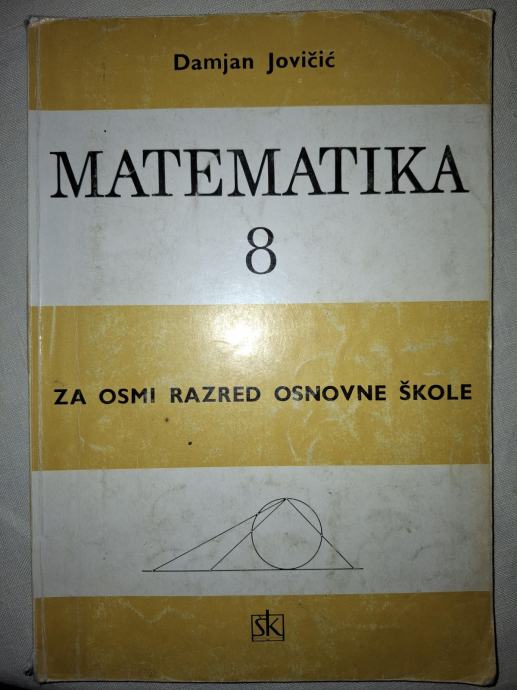 Damjan Jovičić
MATEMATIKA
8
ZA OSMI RAZRED OSNOVNE ŠKOLE
ŠK